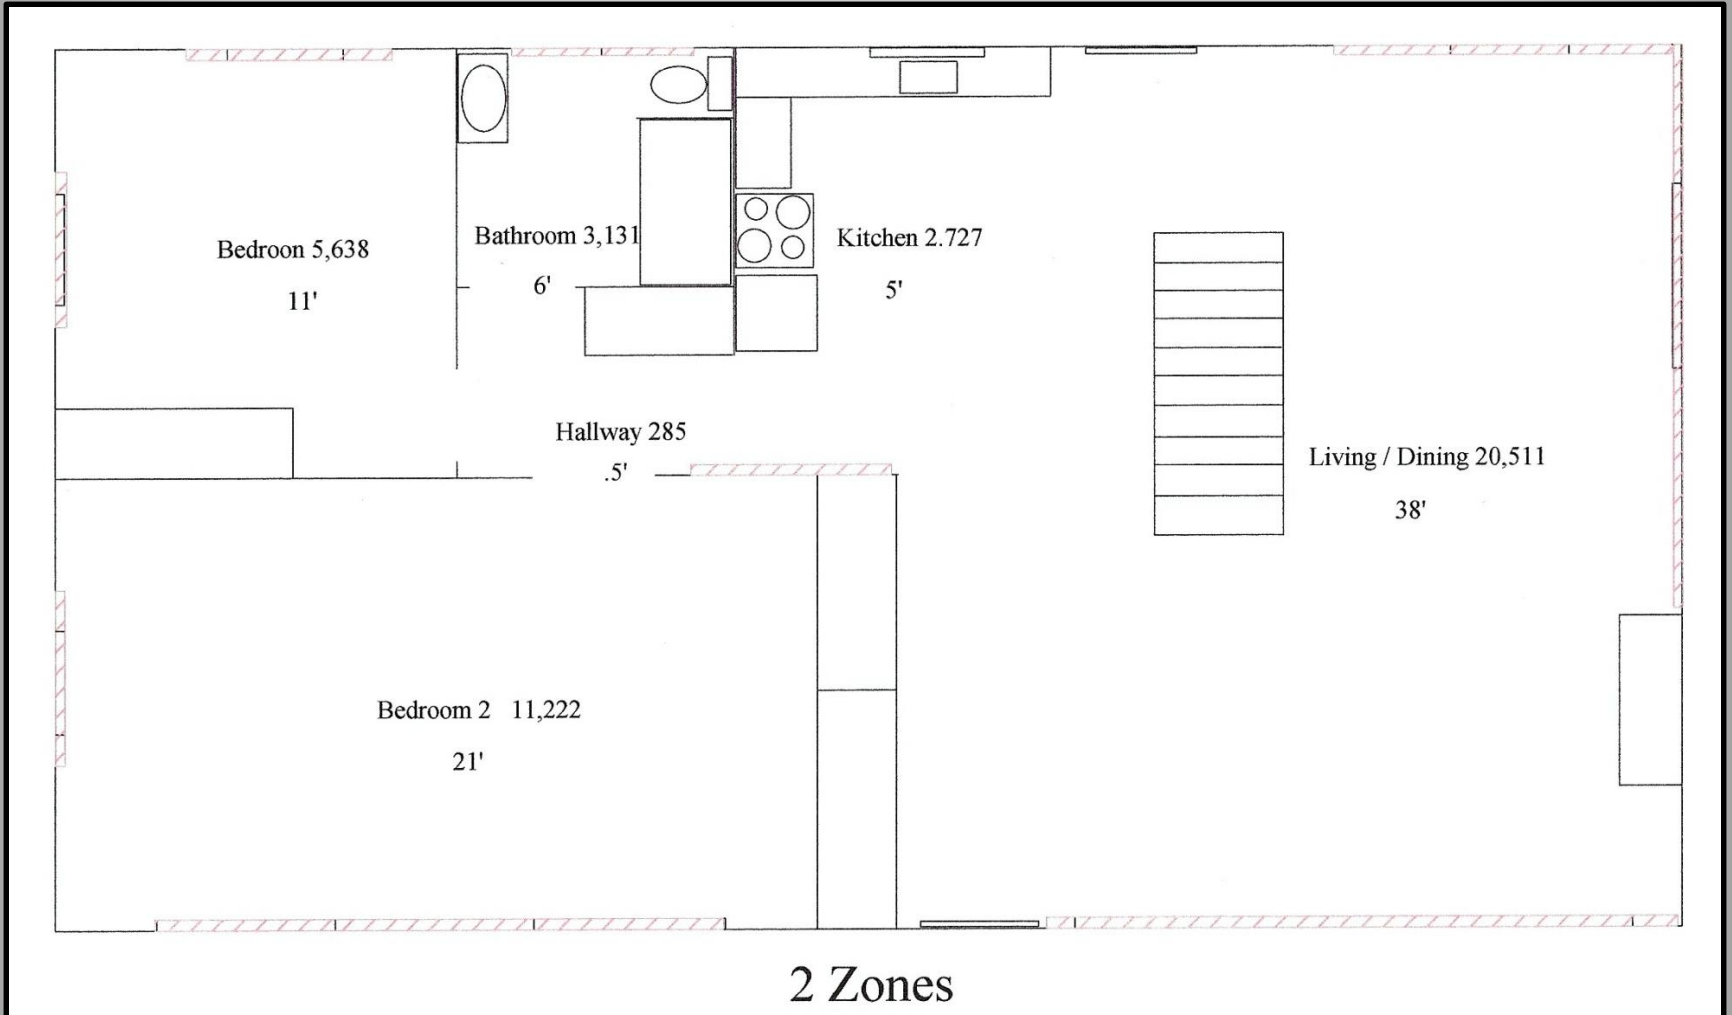 Bedroon 5,638
11'
Bathroom 3,131
6'
Kitchen 2.727
5'
Hallway 285
.5'
Living / Dining 20,511
38'
Bedroom 2 11,222
21'
2 Zones